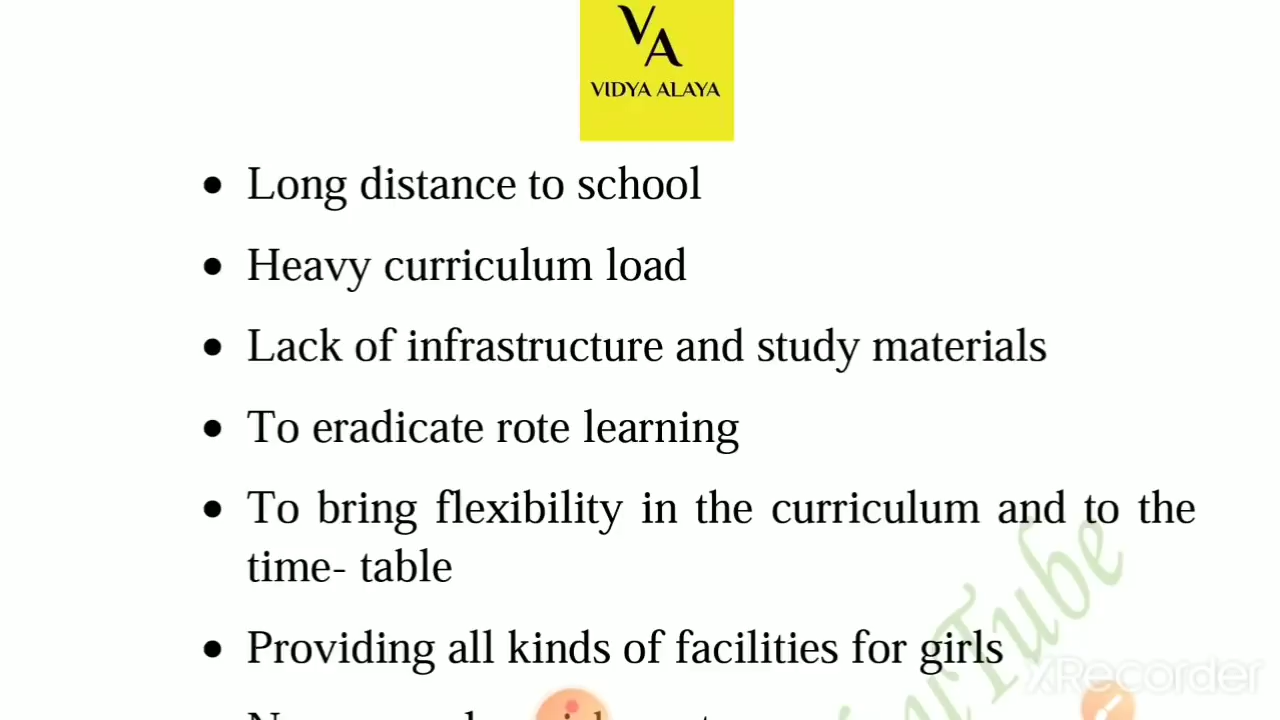 VA
VIDYA ALAYA
• Long distance to school
• Heavy curriculum load
• Lack of infrastructure and study materials
• To eradicate rote learning
• To bring flexibility in the curriculum and to the
time- table
• Providing all kinds of facilities for girls
XRecorder